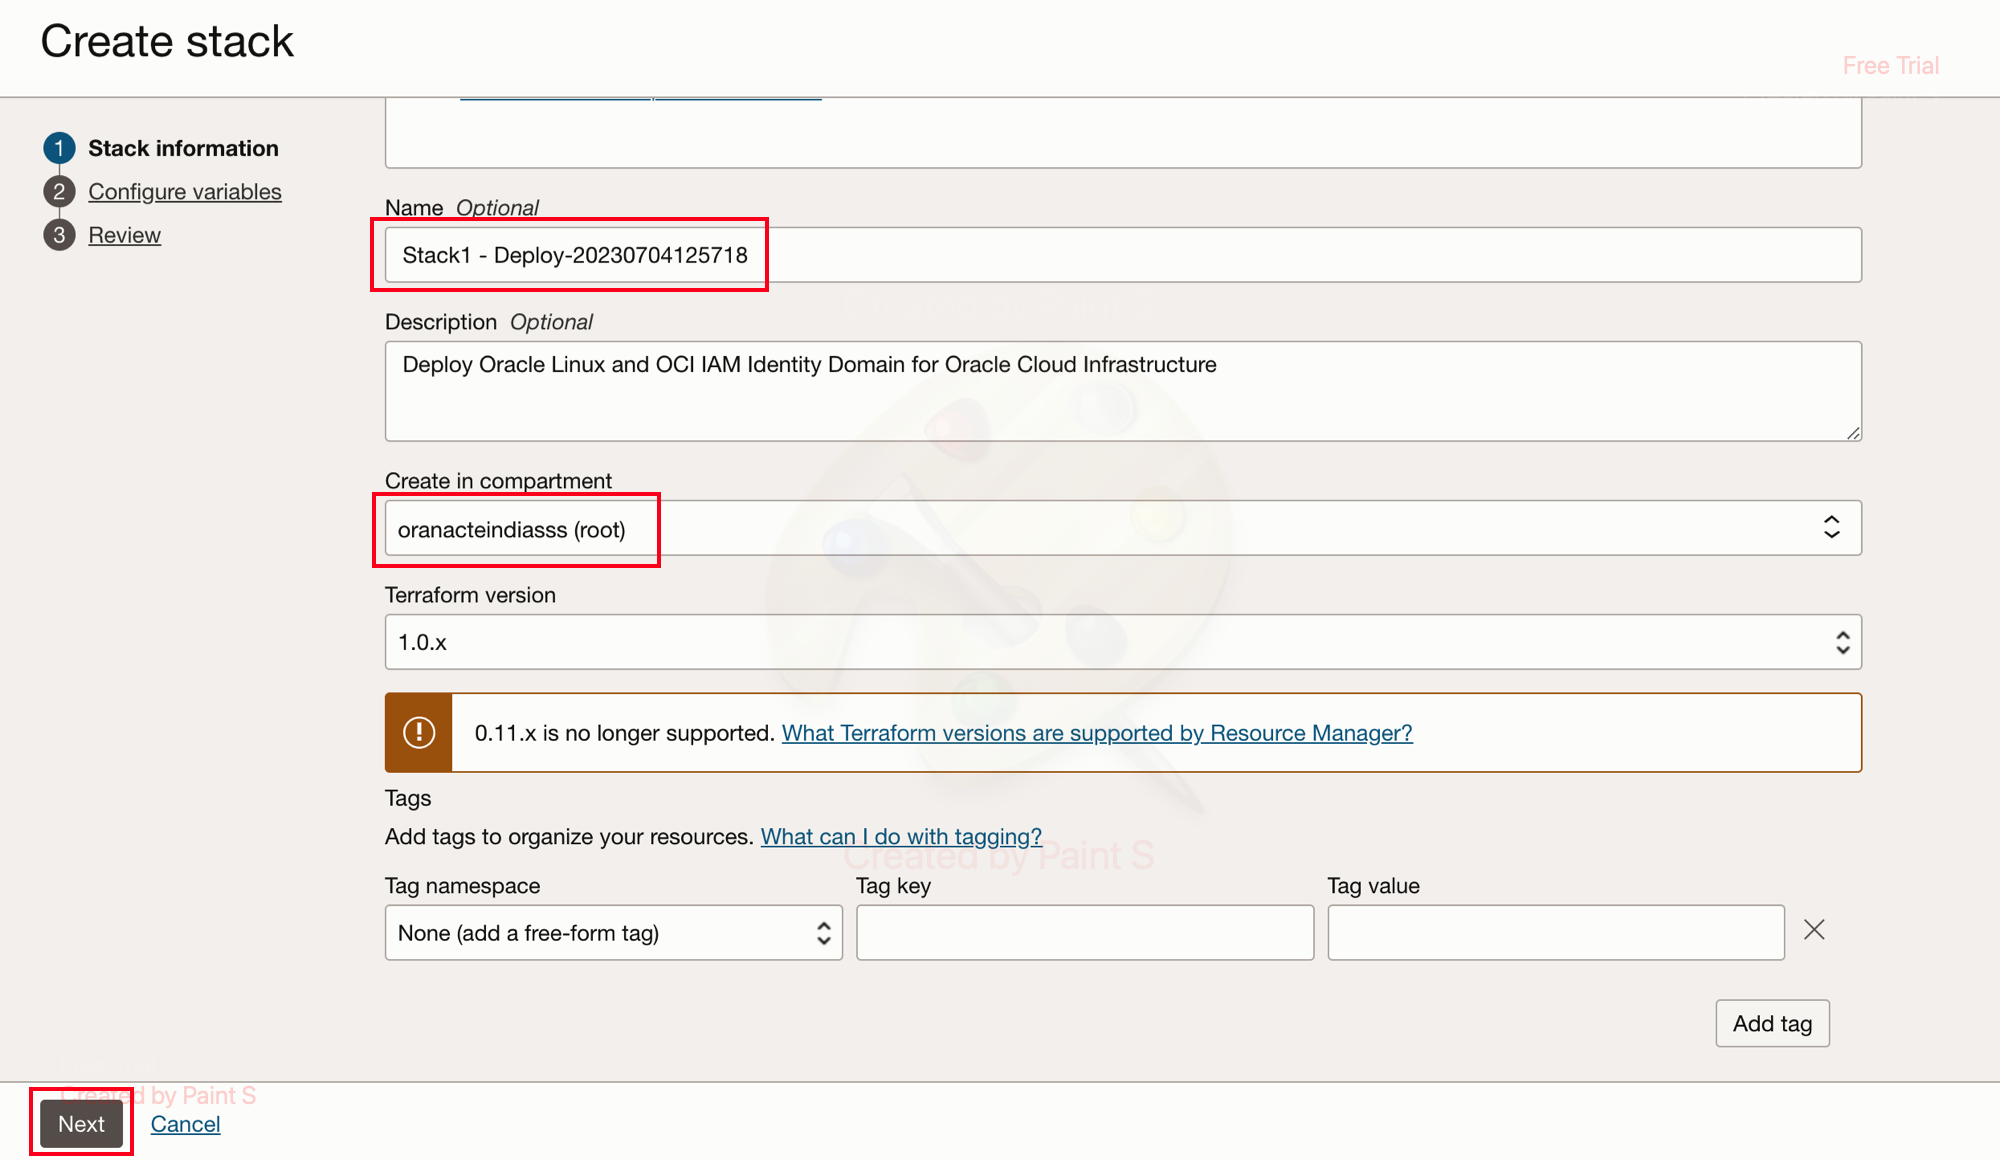 Create stack
Free Trial
1 Stack information
2 Configure variables
3 Review
Name Optional
Stack1 - Deploy-20230704125718
Description Optional
Deploy Oracle Linux and OCI IAM Identity Domain for Oracle Cloud Infrastructure
Create in compartment
oranacteindiasss (root)
Terraform version
1.0.x
0.11.x is no longer supported. What Terraform versions are supported by Resource Manager?
Tags
Add tags to organize your resources. What can I do with tagging?
Created by Paint S
Tag namespace
Tag key
Tag value
None (add a free-form tag)
Add tag
Created by Paint S
Next
Cancel